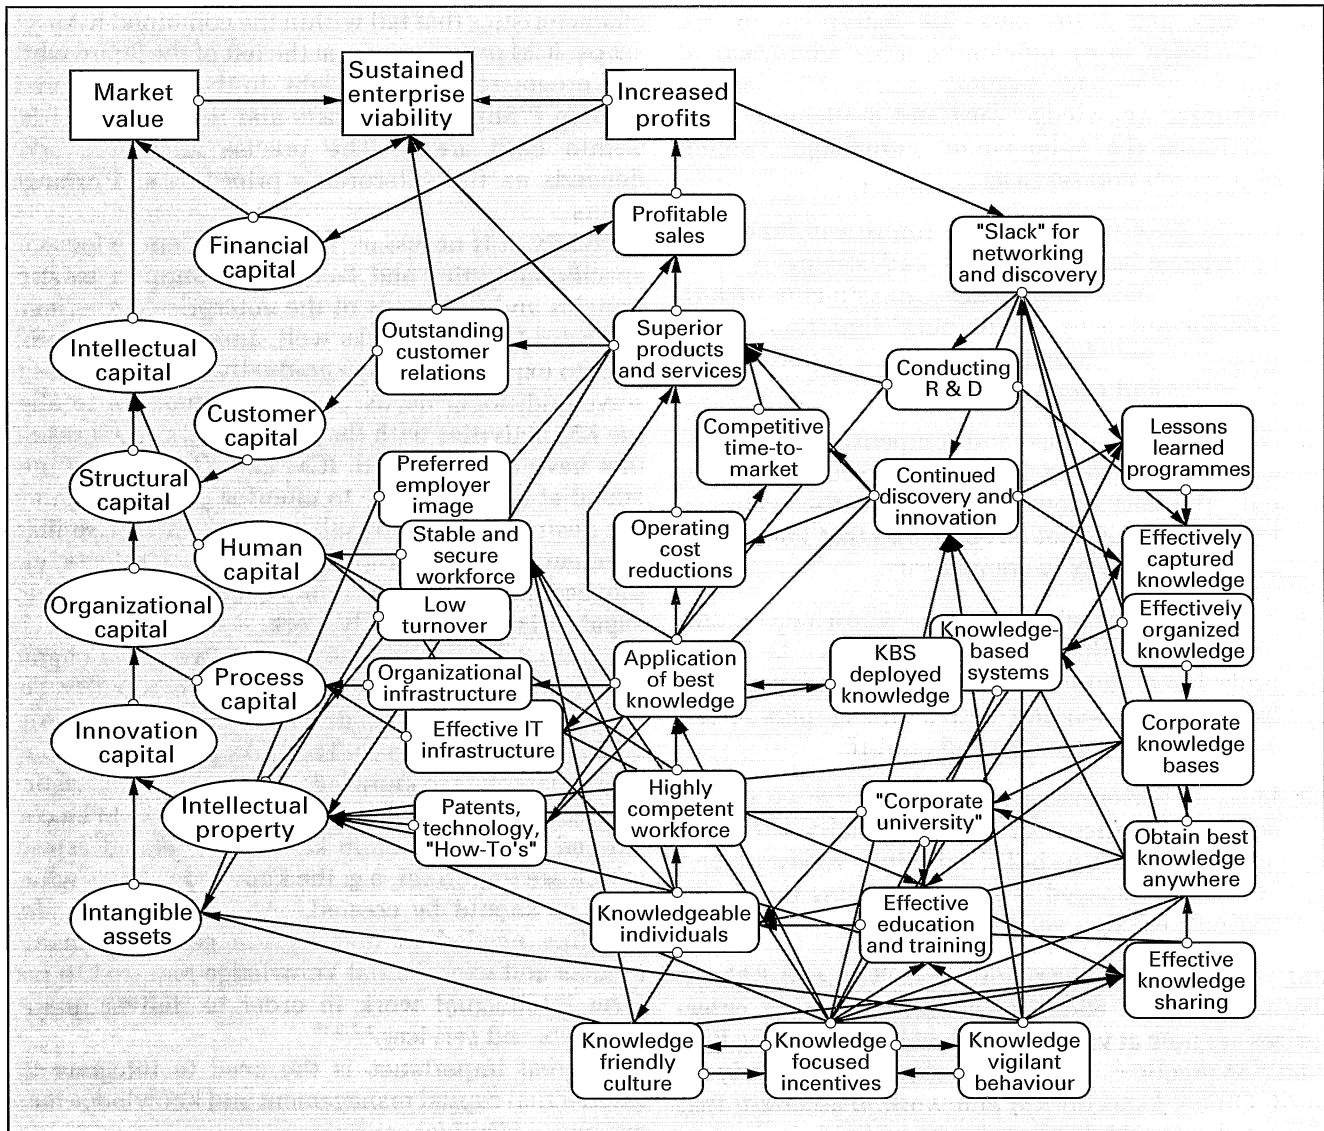 Market
value
Sustained
enterprise
viability
Increased
profits
Profitable
sales
"Slack" for
networking
and discovery
Financial
capital
Intellectual
capital
Outstanding
customer
relations
Superior
products
and services
Conducting
R & D
Customer
capital
Competitive
time-to-
market
Lessons
learned
programmes
Structural
capital
Preferred
employer
image
Continued
discovery and
innovation
Human
capital
Stable and
secure
workforce
Operating
cost
reductions
Effectively
captured
knowledge
Organizational
capital
Low
turnover
Effectively
organized
knowledge
Process
capital
Organizational
infrastructure
Application
of best
knowledge
KBS
deployed
knowledge
Knowledge-
based
systems
Innovation
capital
Effective IT
infrastructure
Corporate
knowledge
bases
Intellectual
property
Patents,
technology,
"How-To's"
Highly
competent
workforce
"Corporate
university"
Obtain best
knowledge
anywhere
Intangible
assets
Knowledgeable
individuals
Effective
education
and training
Effective
knowledge
sharing
Knowledge
friendly
culture
Knowledge
focused
incentives
Knowledge
vigilant
behaviour